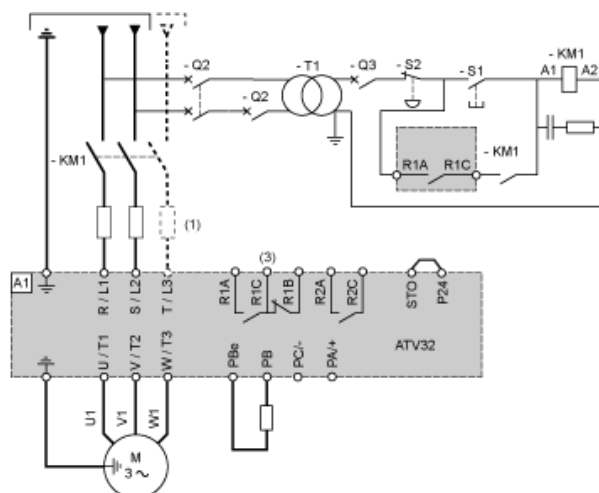 - Q2
- T1
- Q3
- S2
- S1
- KM1
A1
A2
- Q2
- KM1
R1A
R1C
- KM1
(1)
(3)
A1
R / L1
S / L2
T / L3
R1A
R1C
R1B
R2A
R2C
STO
P24
ATV32
U / T1
V / T2
W / T3
PBe
PB
PC/-
PA/+
U1
V1
W1
M
3 ~